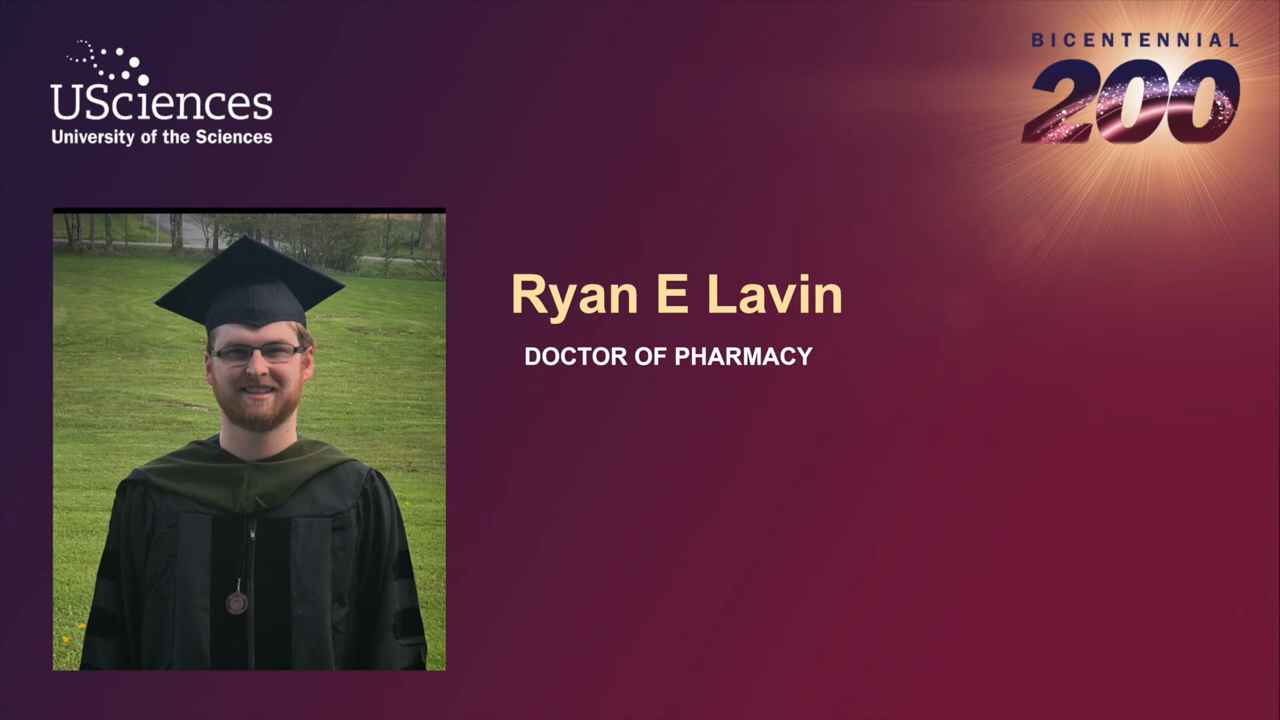 USciences
University of the Sciences
BICENTENNIAL
200
Ryan E Lavin
DOCTOR OF PHARMACY